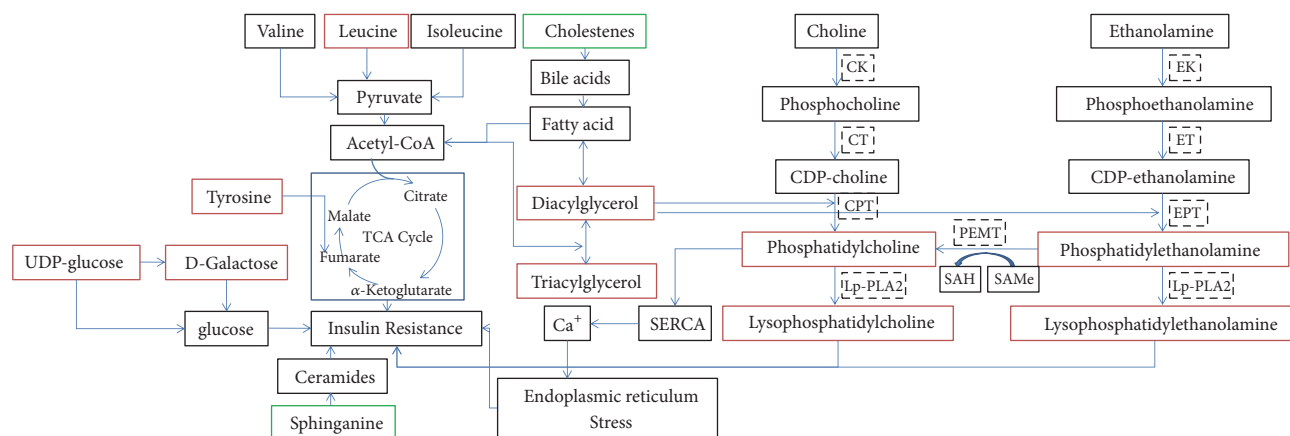 Valine
Leucine
Isoleucine
Cholestenes
Choline
Ethanolamine
CK
EK
Bile acids
Pyruvate
Phosphocholine
Phosphoethanolamine
Fatty acid
Acetyl-CoA
CT
ET
CDP-choline
CDP-ethanolamine
Tyrosine
Citrate
Diacylglycerol
CPT
EPT
Malate
TCA Cycle
PEMT
Fumarate
Phosphatidylcholine
Phosphatidylethanolamine
UDP-glucose
D-Galactose
Triacylglycerol
SAH
SAMe
α-Ketoglutarate
Lp-PLA2
Lp-PLA2
glucose
Insulin Resistance
Ca+
SERCA
Lysophosphatidylcholine
Lysophosphatidylethanolamine
Ceramides
Endoplasmic reticulum
Stress
Sphinganine